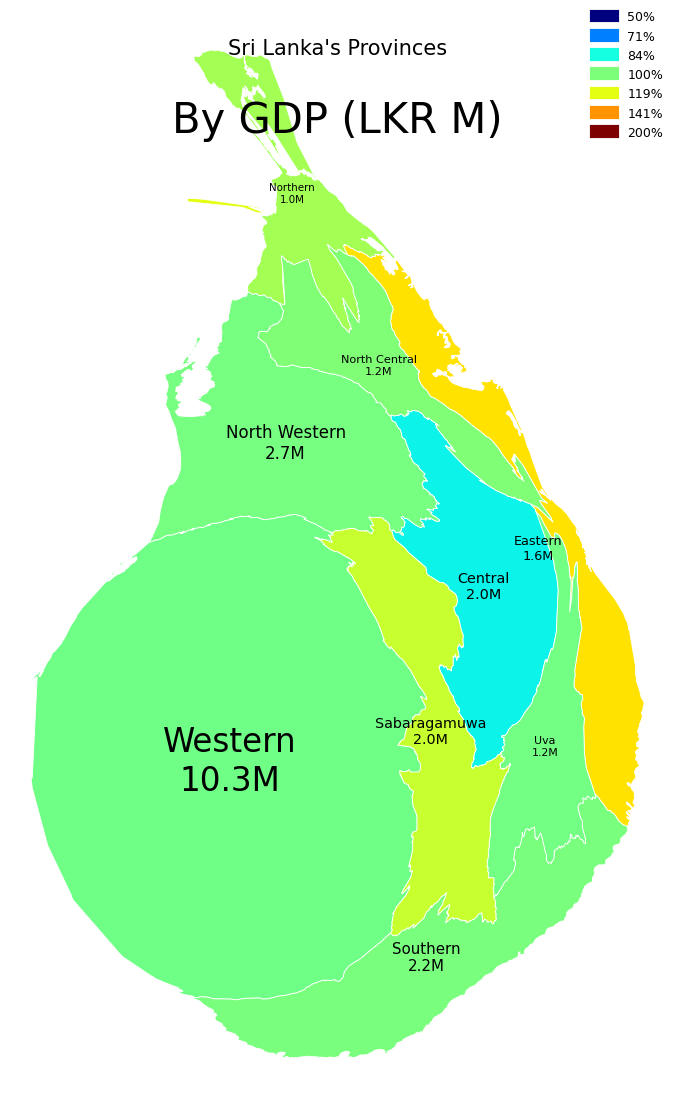 Sri Lanka's Provinces
By GDP (LKR M)
50%
71%
84%
100%
119%
141%
200%
Northern
1.0M
North Central
1.2M
North Western
2.7M
Eastern
1.6M
Central
2.0M
Sabaragamuwa
2.0M
Western
10.3M
Uva
1.2M
Southern
2.2M